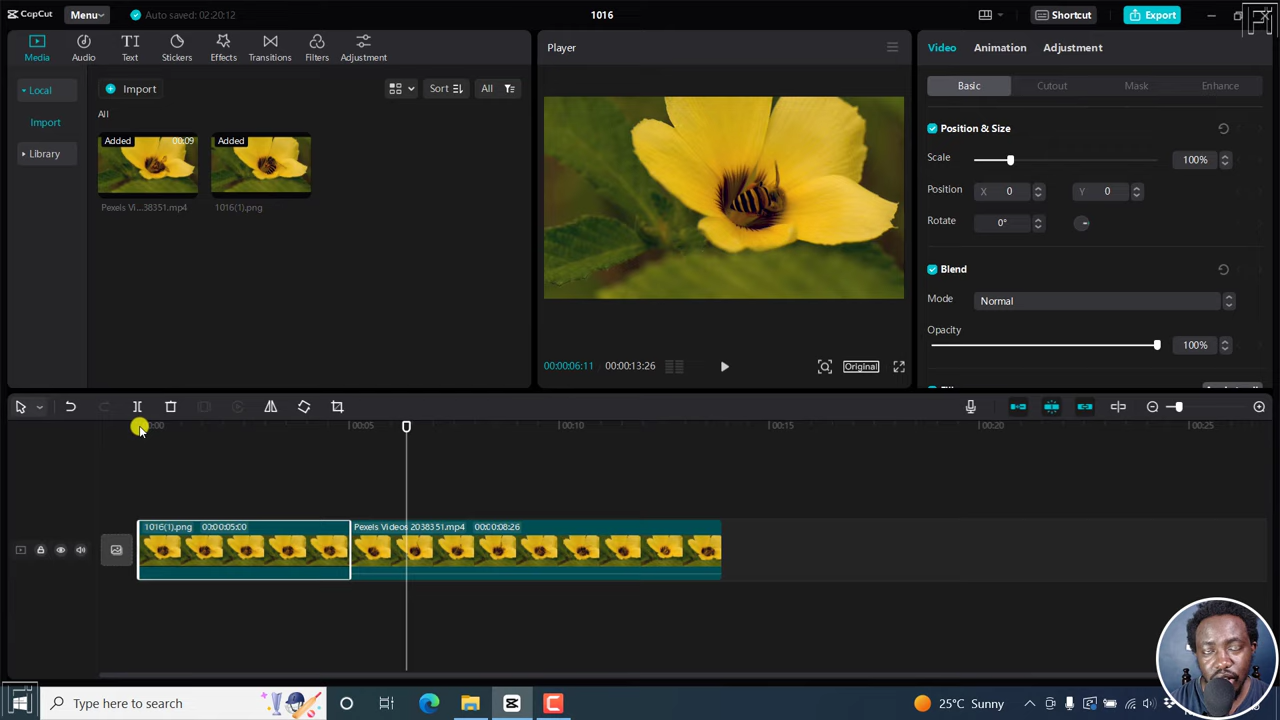 CapCut Menu Auto saved: 02:20:12 1016 Shortcut Export
Media Audio Text Stickers Effects Transitions Filters Adjustment
Local
Import
Library
Import Sort All
All
Added 00:09 Added
Pexels Vi...38351.mp4 1016(1).png
Player
00:00:06:11 00:00:13:26 Original
Video Animation Adjustment
Basic Cutout Mask Enhance
Position & Size
Scale 100%
Position X 0 Y 0
Rotate 0°
Blend
Mode Normal
Opacity
100%
00:05 00:10 00:15 00:20 00:25
1016(1).png 00:00:05:00 Pexels Videos 2038351.mp4 00:00:08:26
Type here to search 25°C Sunny